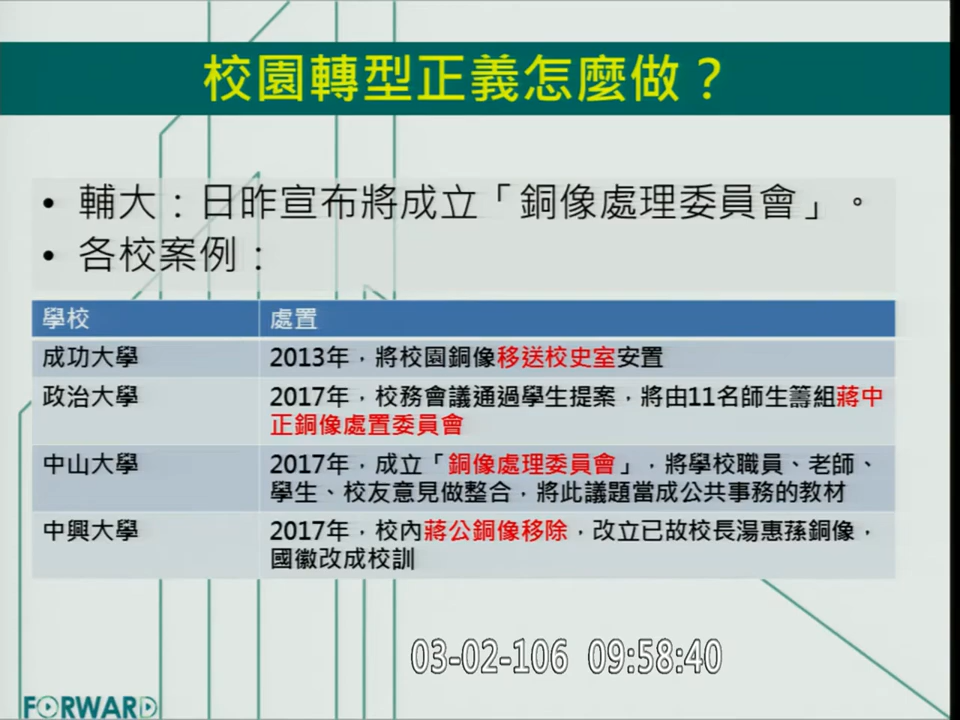 校園轉型正義怎麼做？
• 輔大：日昨宣布將成立「銅像處理委員會」。
• 各校案例：
學校 處置
成功大學 2013年，將校園銅像移送校史室安置
政治大學 2017年，校務會議通過學生提案，將由11名師生籌組蔣中
正銅像處置委員會
中山大學 2017年，成立「銅像處理委員會」，將學校職員、老師、
學生、校友意見做整合，將此議題當成公共事務的教材
中興大學 2017年，校內蔣公銅像移除，改立已故校長湯惠蓀銅像，
國徽改成校訓
03-02-106 09:58:40
FORWARD